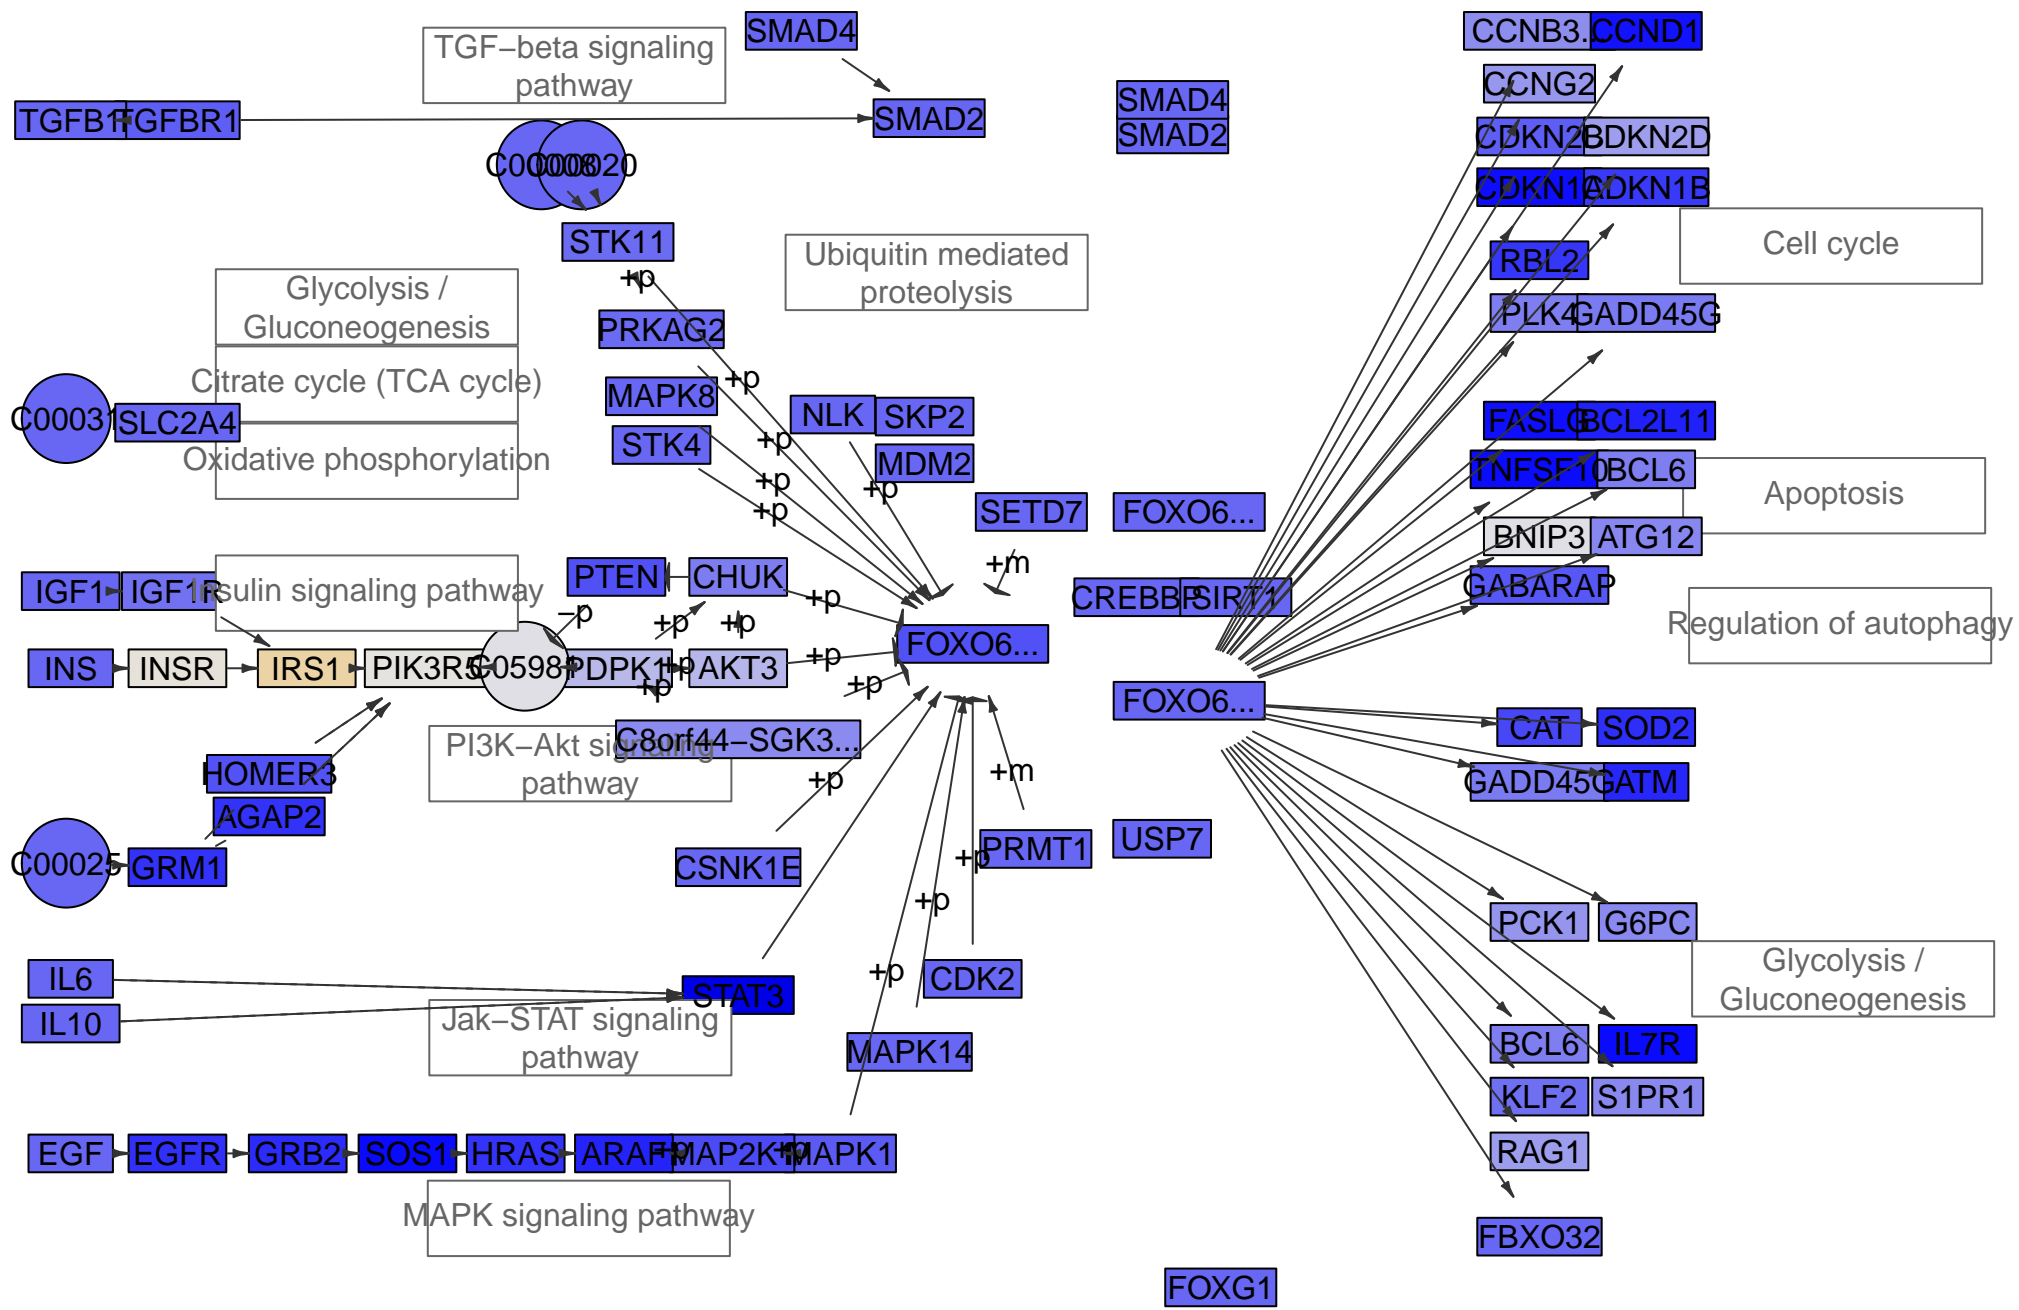 SMAD4
CCNB3.
CCND1
TGF−beta signaling
pathway
CCNG2
SMAD4
TGFB1
TGFBR1
SMAD2
SMAD2
CDKN2B
CDKN2D
C00020
CDKN1A
CDKN1B
STK11
Ubiquitin mediated
proteolysis
Cell cycle
RBL2
+p
Glycolysis /
Gluconeogenesis
PRKAG2
PLK4
GADD45G
Citrate cycle (TCA cycle)
+p
MAPK8
C00031
SLC2A4
NLK
SKP2
FASLG
BCL2L11
STK4
+p
Oxidative phosphorylation
MDM2
TNFSF10
BCL6
+p
+p
Apoptosis
+p
SETD7
FOXO6...
BNIP3
ATG12
+m
IGF1
IGF1R
Insulin signaling pathway
PTEN
CHUK
GABARAP
CREBBP
SIRT1
+p
−p
+p
+p
FOXO6...
Regulation of autophagy
INS
INSR
IRS1
PIK3R5
C05981
PDPK1
+p
AKT3
+p
+p
+p
FOXO6...
C8orf44−SGK3...
CAT
SOD2
PI3K−Akt signaling
pathway
HOMER3
+p
+m
GADD45G
ATM
AGAP2
USP7
PRMT1
C00025
GRM1
CSNK1E
+p
+p
PCK1
G6PC
IL6
+p
CDK2
Glycolysis /
Gluconeogenesis
STAT3
IL10
Jak−STAT signaling
pathway
MAPK14
BCL6
IL7R
KLF2
S1PR1
EGF
EGFR
GRB2
SOS1
HRAS
ARAF
+p
MAP2K1
+p
MAPK1
RAG1
MAPK signaling pathway
FBXO32
FOXG1